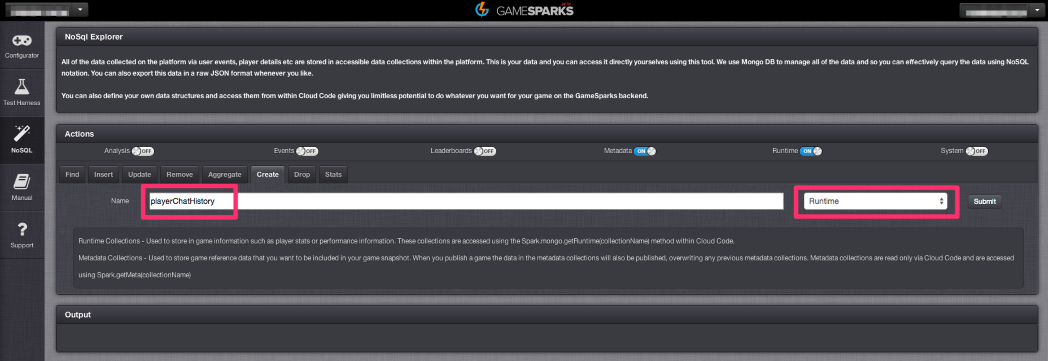 GAMESPARKS BETA
Configurator
Test Harness
NoSQL
Manual
Support
NoSql Explorer
All of the data collected on the platform via user events, player details etc are stored in accessible data collections within the platform. This is your data and you can access it directly yourselves using this tool. We use Mongo DB to manage all of the data and so you can effectively query the data using NoSQL
notation. You can also export this data in a raw JSON format whenever you like.
You can also define your own data structures and access them from within Cloud Code giving you limitless potential to do whatever you want for your game on the GameSparks backend.
Actions
Analysis OFF Events OFF Leaderboards OFF Metadata ON Runtime ON System OFF
Find Insert Update Remove Aggregate Create Drop Stats
Name playerChatHistory Runtime Submit
Runtime Collections - Used to store in game information such as player stats or performance information. These collections are accessed using the Spark.mongo.getRuntime(collectionName) method within Cloud Code.
Metadata Collections - Used to store game reference data that you want to be included in your game snapshot. When you publish a game the data in the metadata collections will also be published, overwriting any previous metadata collections. Metadata collections are read only via Cloud Code and are accessed
using Spark.getMeta(collectionName)
Output